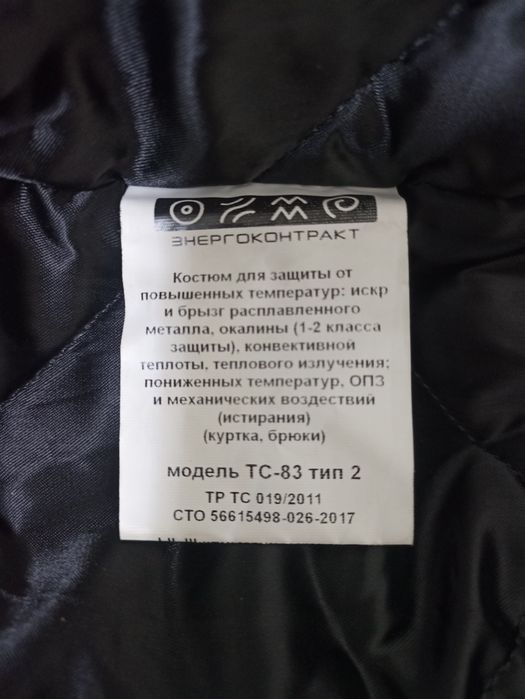 ЭНЕРГОКОНТРАКТ
Костюм для защиты от
повышенных температур: искр
и брызг расплавленного
металла, окалины (1-2 класса
защиты), конвективной
теплоты, теплового излучения;
пониженных температур, ОПЗ
и механических воздествий
(истирания)
(куртка, брюки)
модель ТС-83 тип 2
ТР ТС 019/2011
СТО 56615498-026-2017